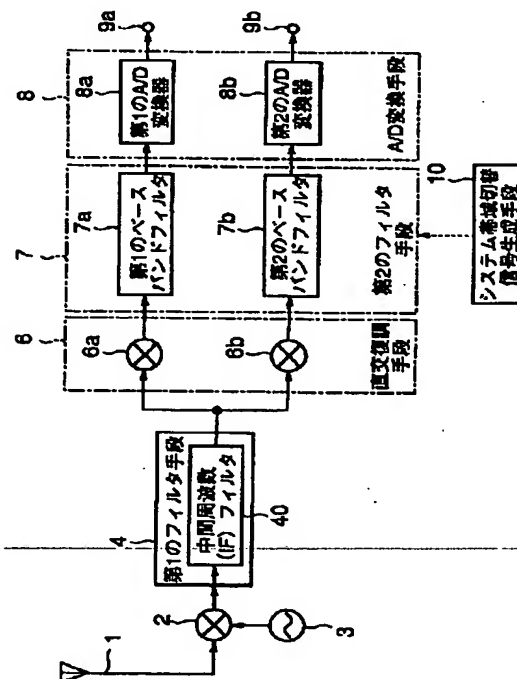 1
2
3
4
第1のフィルタ手段
中間周波数
(IF) フィルタ
40
6
6a
6b
直交復調
手段
7
7a
第1のベース
バンドフィルタ
7b
第2のベース
バンドフィルタ
第2のフィルタ
手段
8
8a
第1のA/D
変換器
8b
第2のA/D
変換器
A/D変換手段
9a
9b
10
システム帯域切替
信号生成手段